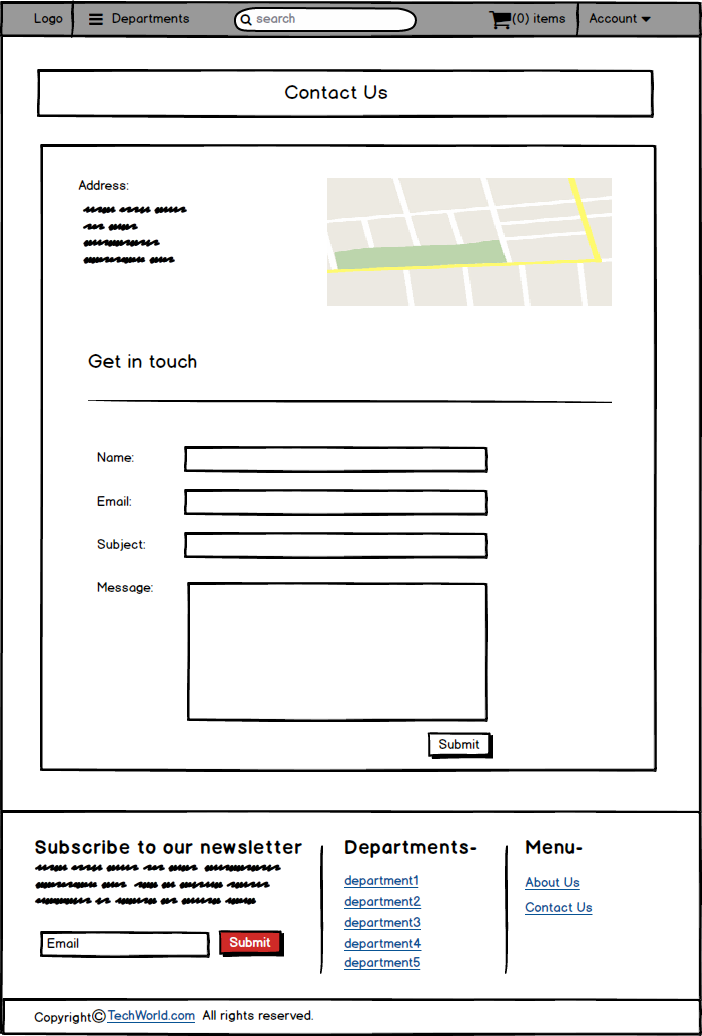 Logo
Departments
search
(0) items
Account
Contact Us
Address:
Get in touch
Name:
Email:
Subject:
Message:
Submit
Subscribe to our newsletter
Email
Submit
Departments-
department1
department2
department3
department4
department5
Menu-
About Us
Contact Us
Copyright©TechWorld.com All rights reserved.